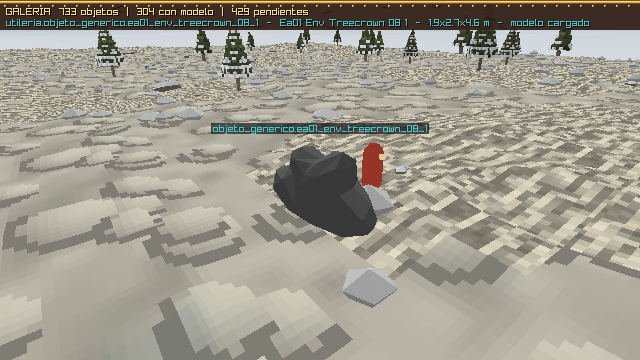 GALERIA 733 objetos | 304 con modelo | 429 pendientes
utileria:objeto_generico:ea01_env_treecrown_08_1 - Ea01 Env Treecrown 08 1 - 1.9x2.7x4.6 m - modelo cargado
objeto_generico:ea01_env_treecrown_08_1